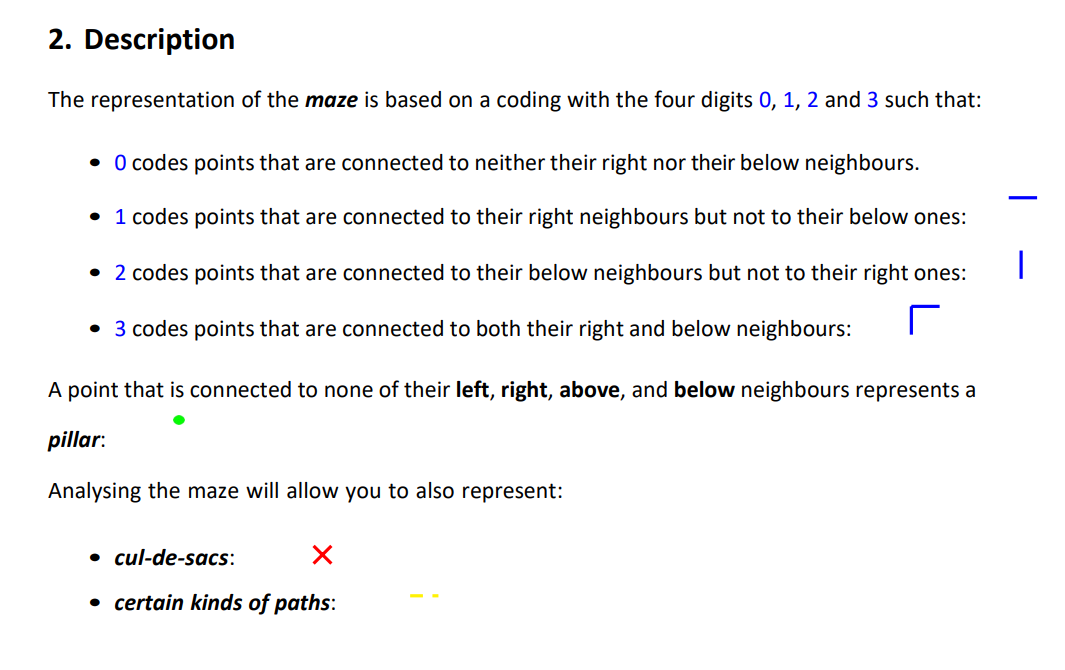 2. Description
The representation of the maze is based on a coding with the four digits 0, 1, 2 and 3 such that:
• 0 codes points that are connected to neither their right nor their below neighbours.
• 1 codes points that are connected to their right neighbours but not to their below ones:
• 2 codes points that are connected to their below neighbours but not to their right ones:
• 3 codes points that are connected to both their right and below neighbours:
A point that is connected to none of their left, right, above, and below neighbours represents a
pillar:
Analysing the maze will allow you to also represent:
• cul-de-sacs:
• certain kinds of paths: